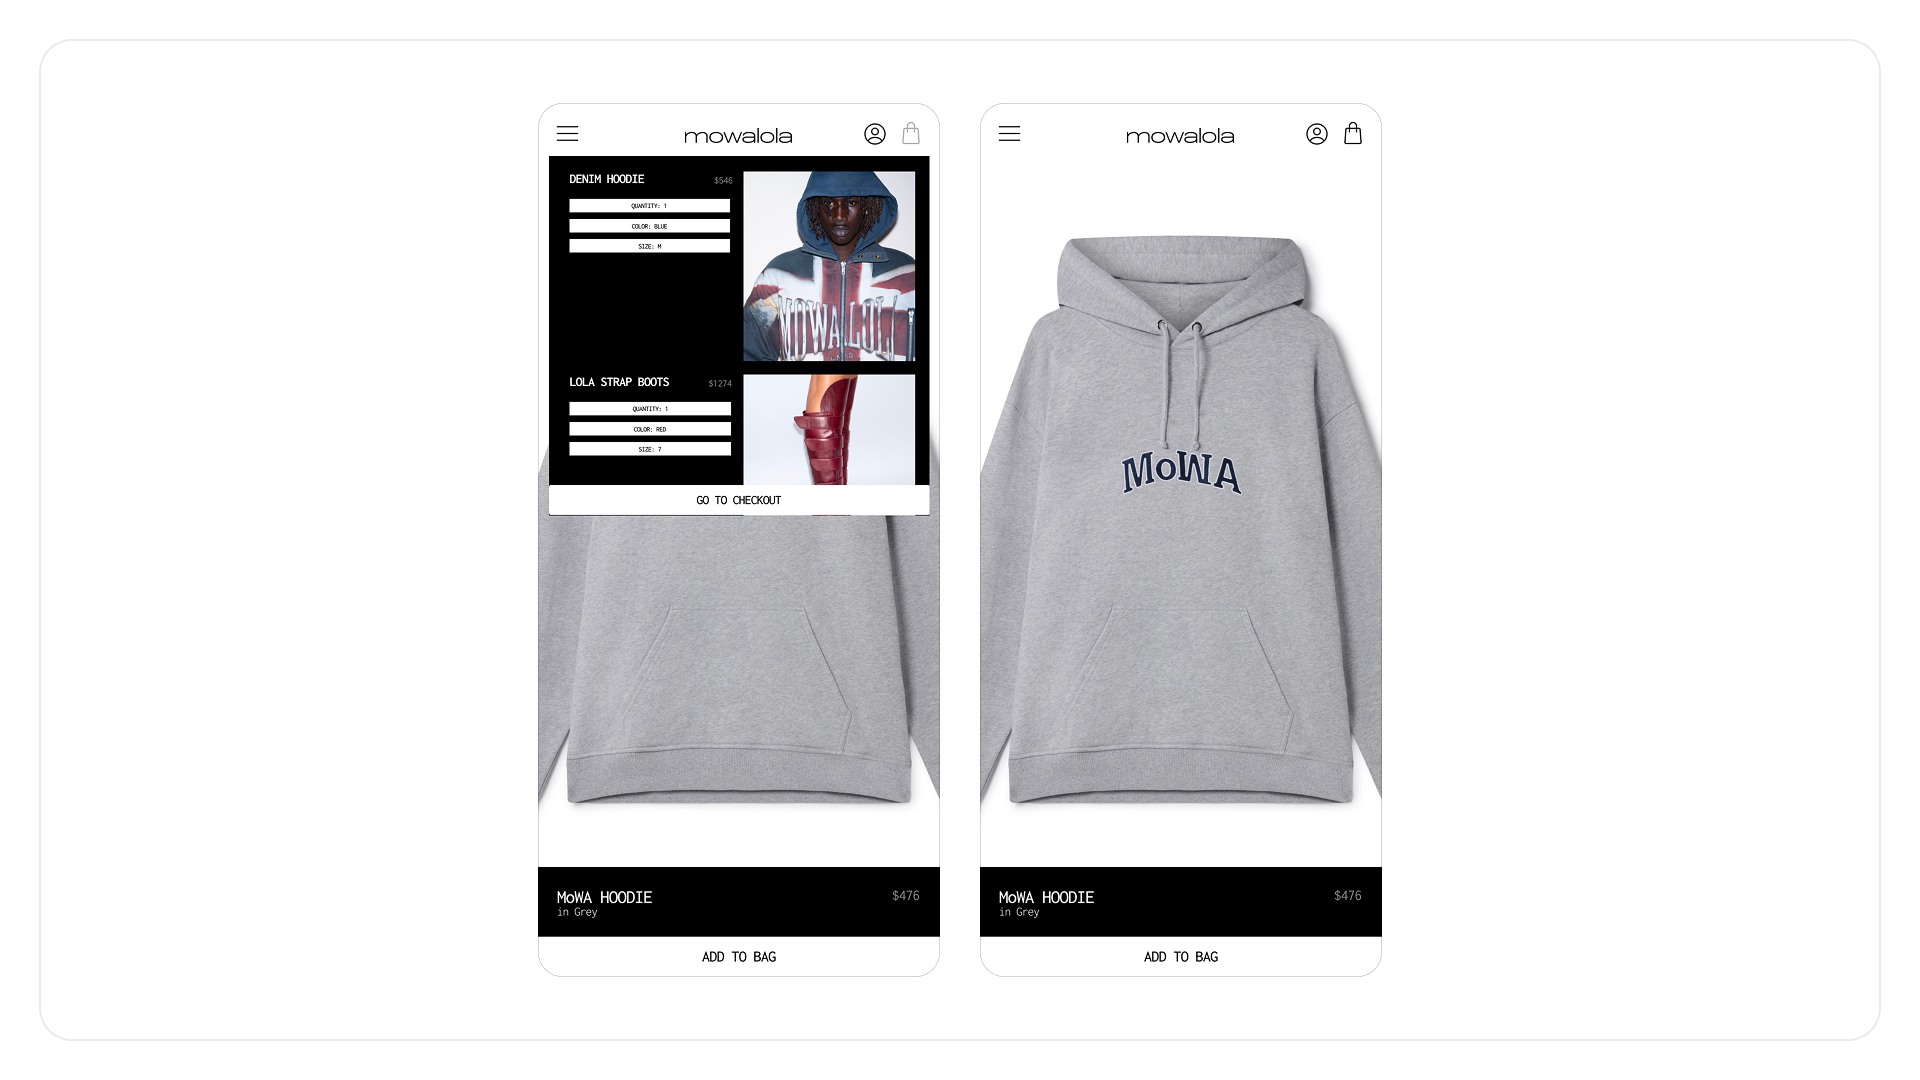 mowalola
DENIM HOODIE $546
QUANTITY: 1
COLOR: BLUE
SIZE: M
MOWALOLA
LOLA STRAP BOOTS $1274
QUANTITY: 1
COLOR: RED
SIZE: 7
GO TO CHECKOUT
MoWA HOODIE $476
in Grey
ADD TO BAG
mowalola
MoWA
MoWA HOODIE $476
in Grey
ADD TO BAG